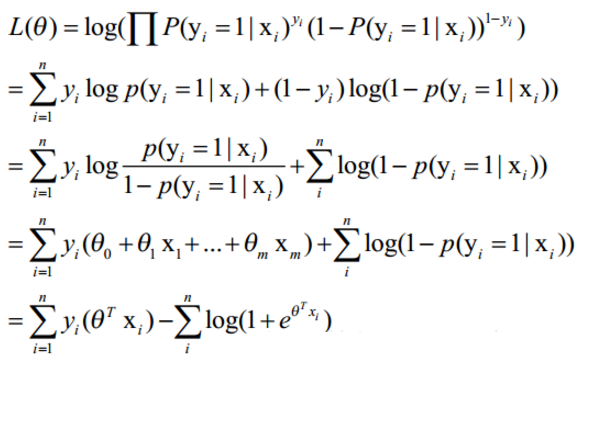 L(θ) = log(∏ P(y_i = 1 | x_i)^{y_i} (1 − P(y_i = 1 | x_i))^{1−y_i})
= ∑_{i=1}^{n} y_i log p(y_i = 1 | x_i) + (1 − y_i) log(1 − p(y_i = 1 | x_i))
= ∑_{i=1}^{n} y_i log \frac{p(y_i = 1 | x_i)}{1 − p(y_i = 1 | x_i)} + ∑_{i}^{n} log(1 − p(y_i = 1 | x_i))
= ∑_{i=1}^{n} y_i (θ_0 + θ_1 x_1 + ... + θ_m x_m) + ∑_{i}^{n} log(1 − p(y_i = 1 | x_i))
= ∑_{i=1}^{n} y_i (θ^T x_i) − ∑_{i}^{n} log(1 + e^{θ^T x_i})